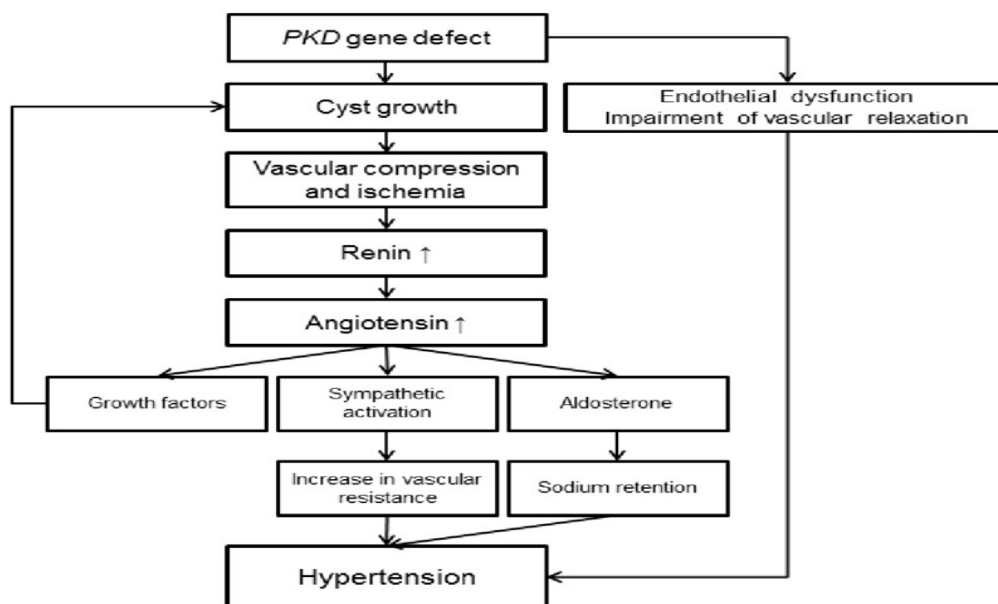 PKD gene defect
Cyst growth
Endothelial dysfunction
Impairment of vascular relaxation
Vascular compression
and ischemia
Renin ↑
Angiotensin ↑
Growth factors
Sympathetic
activation
Aldosterone
Increase in vascular
resistance
Sodium retention
Hypertension